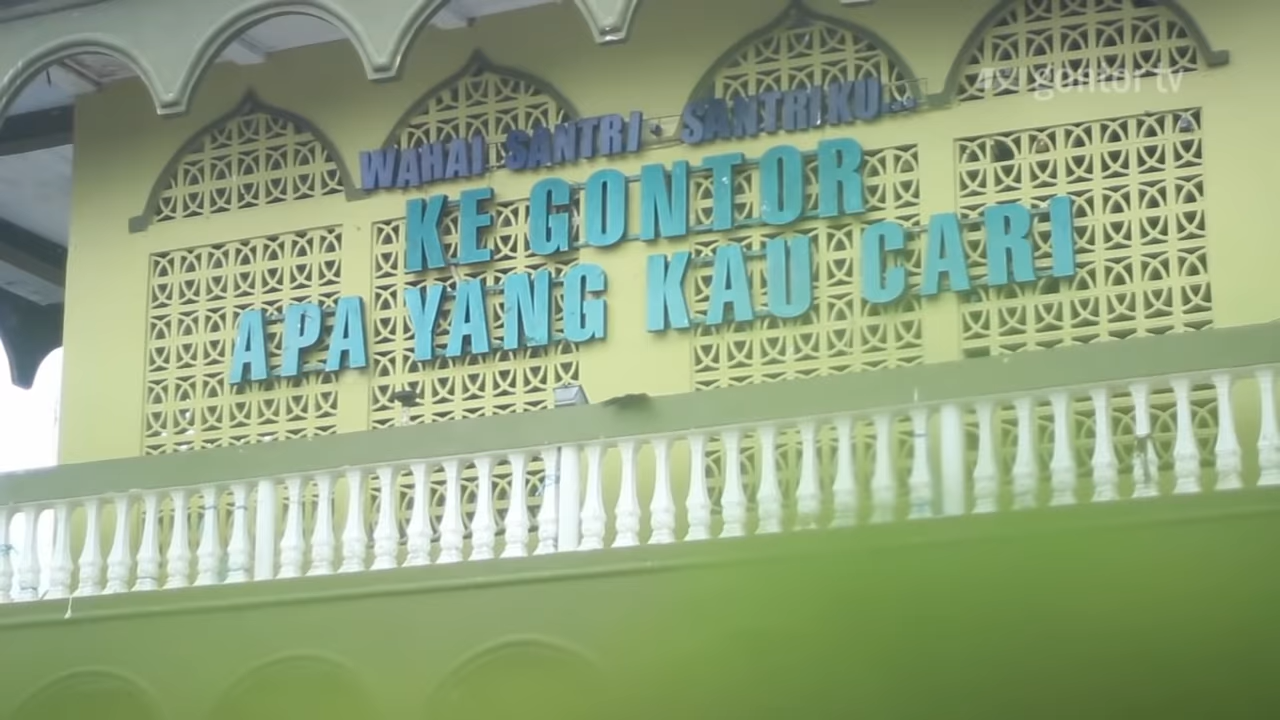 gontor tv
WAHAI SANTRI - SANTRIKU...
KE GONTOR
APA YANG KAU CARI